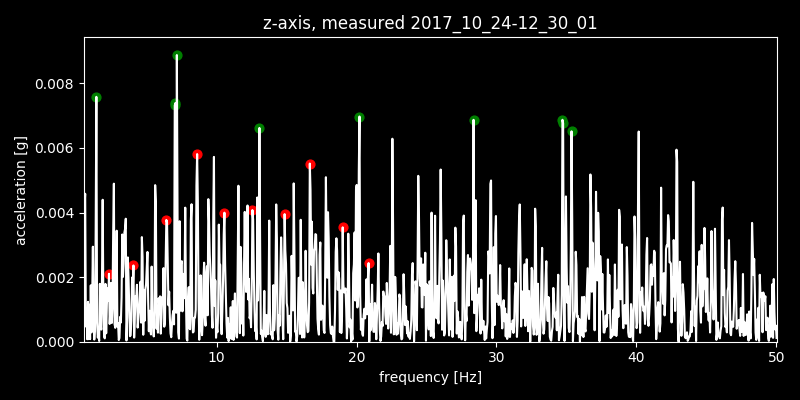 z-axis, measured 2017_10_24-12_30_01
acceleration [g]
0.008
0.006
0.004
0.002
0.000
10 20 30 40 50
frequency [Hz]